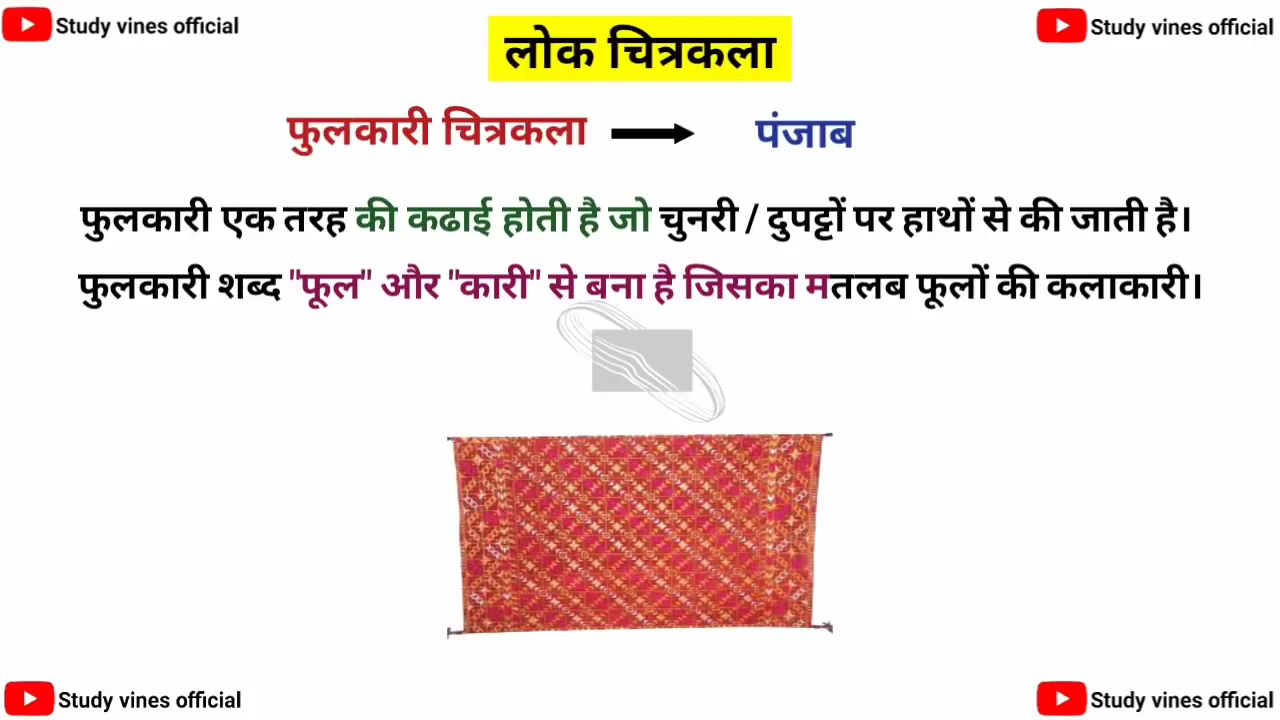 Study vines official
Study vines official
लोक चित्रकला
फुलकारी चित्रकला पंजाब
फुलकारी एक तरह की कढाई होती है जो चुनरी / दुपट्टों पर हाथों से की जाती है।
फुलकारी शब्द "फूल" और "कारी" से बना है जिसका मतलब फूलों की कलाकारी।
Study vines official
Study vines official